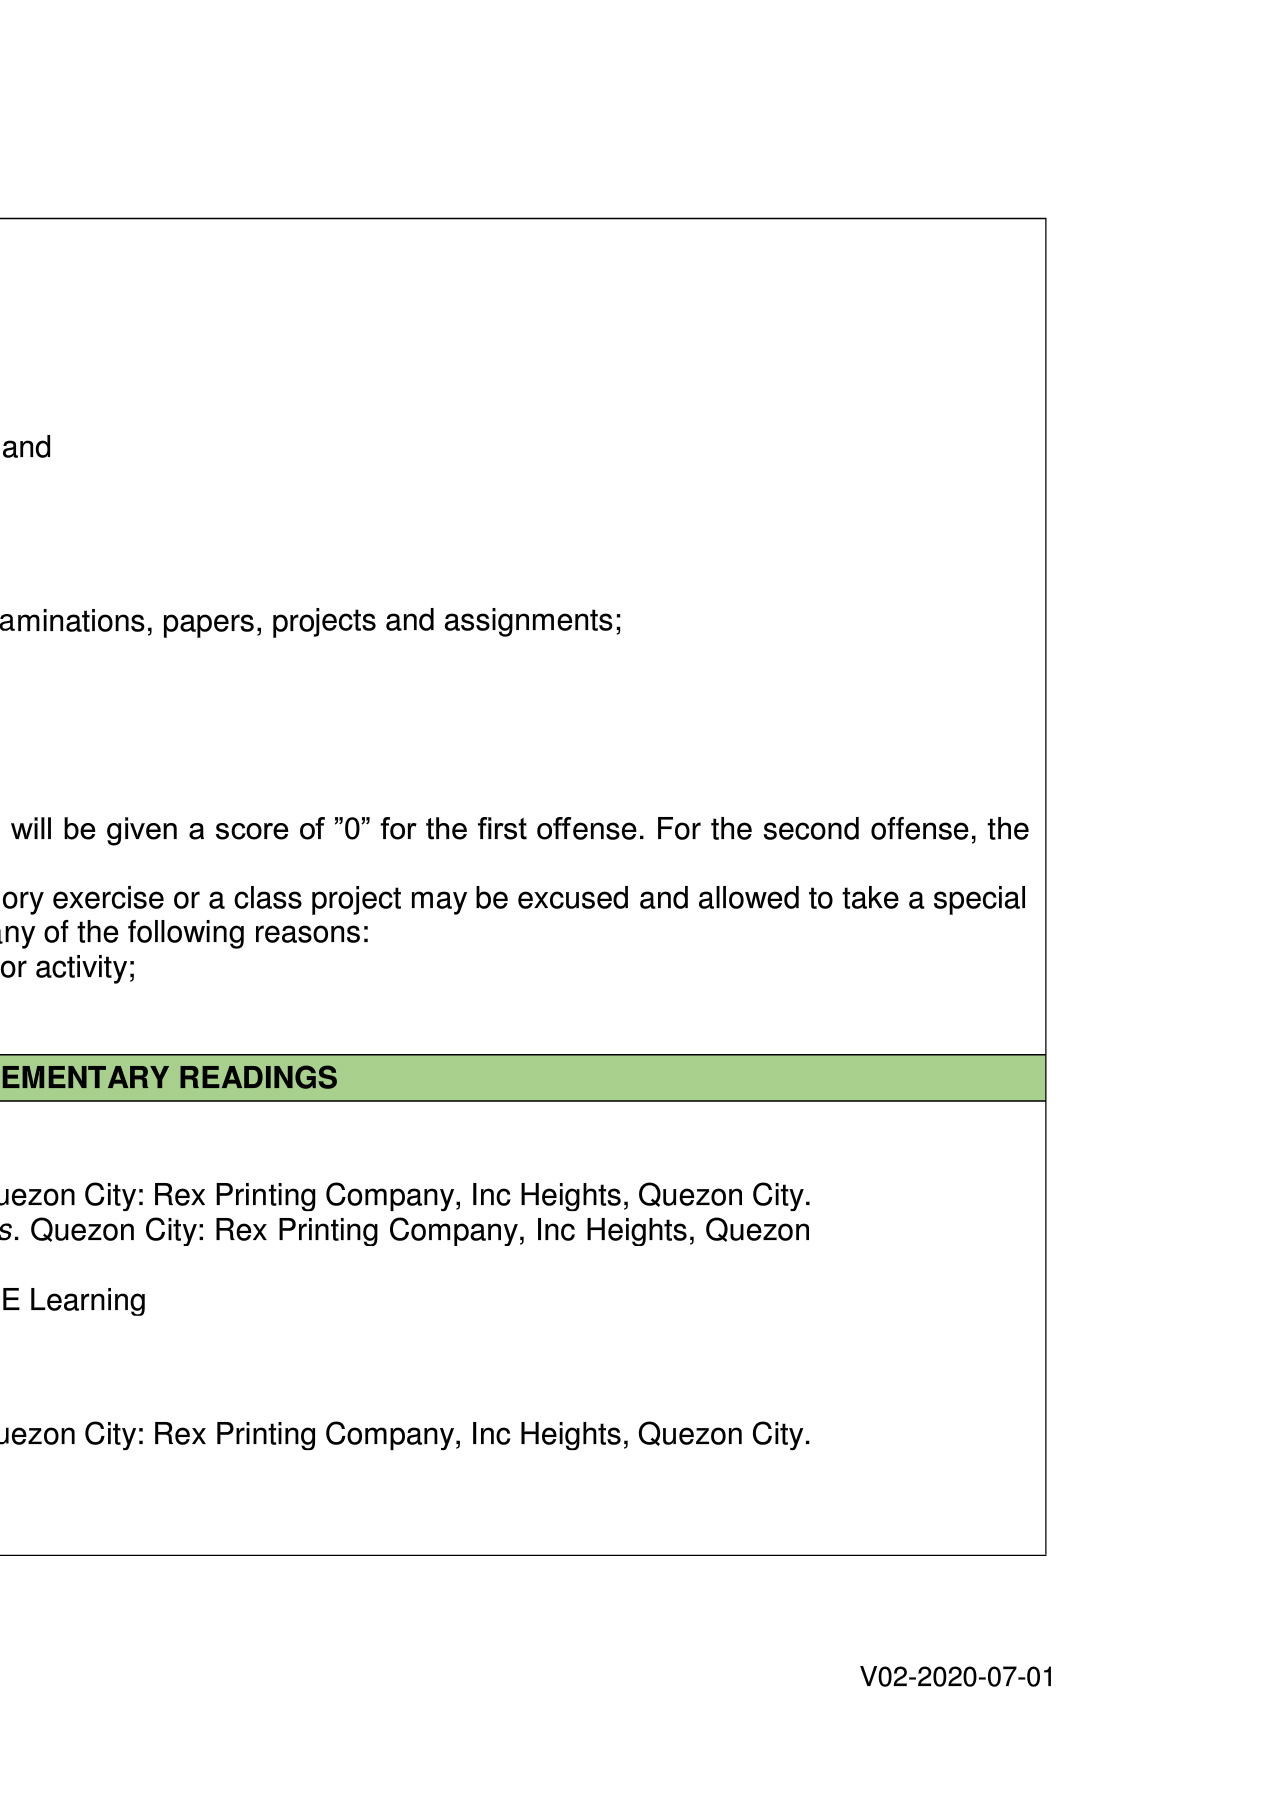 and
aminations, papers, projects and assignments;
will be given a score of ”0” for the first offense. For the second offense, the
ory exercise or a class project may be excused and allowed to take a special
any of the following reasons:
or activity;
EMENTARY READINGS
uezon City: Rex Printing Company, Inc Heights, Quezon City.
s. Quezon City: Rex Printing Company, Inc Heights, Quezon
E Learning
uezon City: Rex Printing Company, Inc Heights, Quezon City.
V02-2020-07-01